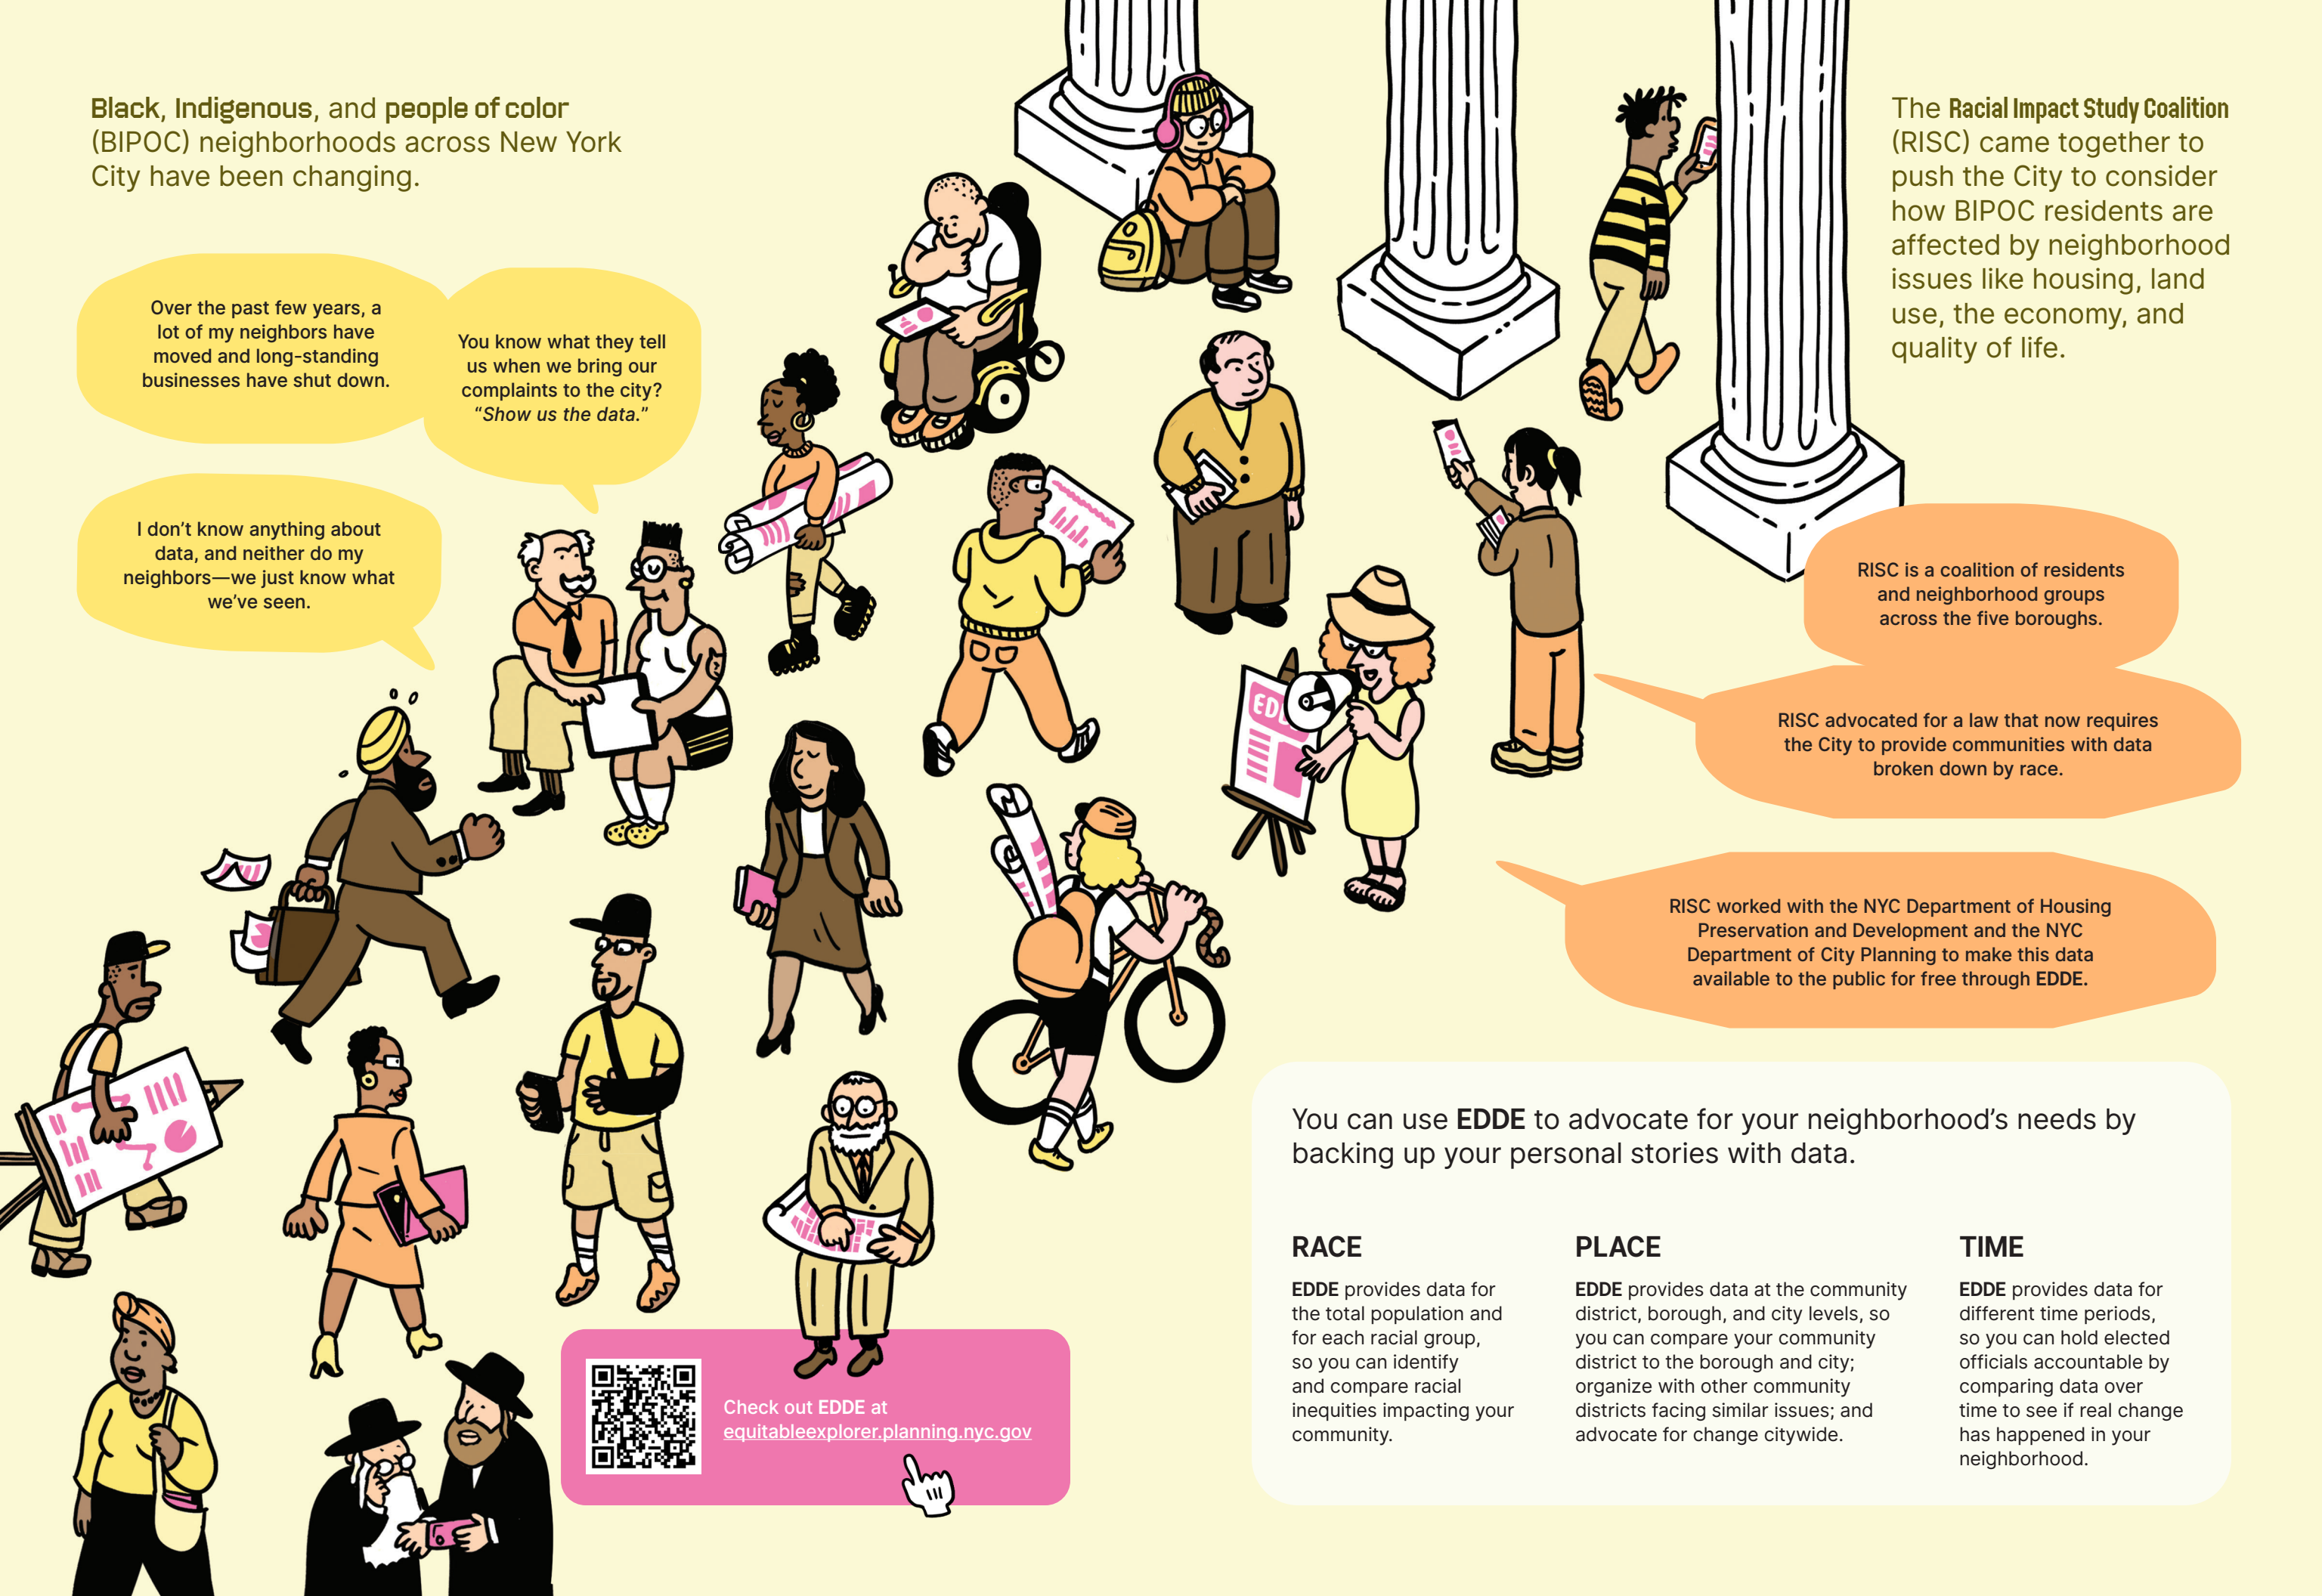 Black, Indigenous, and people of color
(BIPOC) neighborhoods across New York
City have been changing.
Over the past few years, a
lot of my neighbors have
moved and long-standing
businesses have shut down.
You know what they tell
us when we bring our
complaints to the city?
“Show us the data.”
I don’t know anything about
data, and neither do my
neighbors—we just know what
we’ve seen.
The Racial Impact Study Coalition
(RISC) came together to
push the City to consider
how BIPOC residents are
affected by neighborhood
issues like housing, land
use, the economy, and
quality of life.
RISC is a coalition of residents
and neighborhood groups
across the five boroughs.
RISC advocated for a law that now requires
the City to provide communities with data
broken down by race.
RISC worked with the NYC Department of Housing
Preservation and Development and the NYC
Department of City Planning to make this data
available to the public for free through EDDE.
You can use EDDE to advocate for your neighborhood’s needs by
backing up your personal stories with data.
RACE
EDDE provides data for
the total population and
for each racial group,
so you can identify
and compare racial
inequities impacting your
community.
PLACE
EDDE provides data at the community
district, borough, and city levels, so
you can compare your community
district to the borough and city;
organize with other community
districts facing similar issues; and
advocate for change citywide.
TIME
EDDE provides data for
different time periods,
so you can hold elected
officials accountable by
comparing data over
time to see if real change
has happened in your
neighborhood.
Check out EDDE at
equitableexplorer.planning.nyc.gov